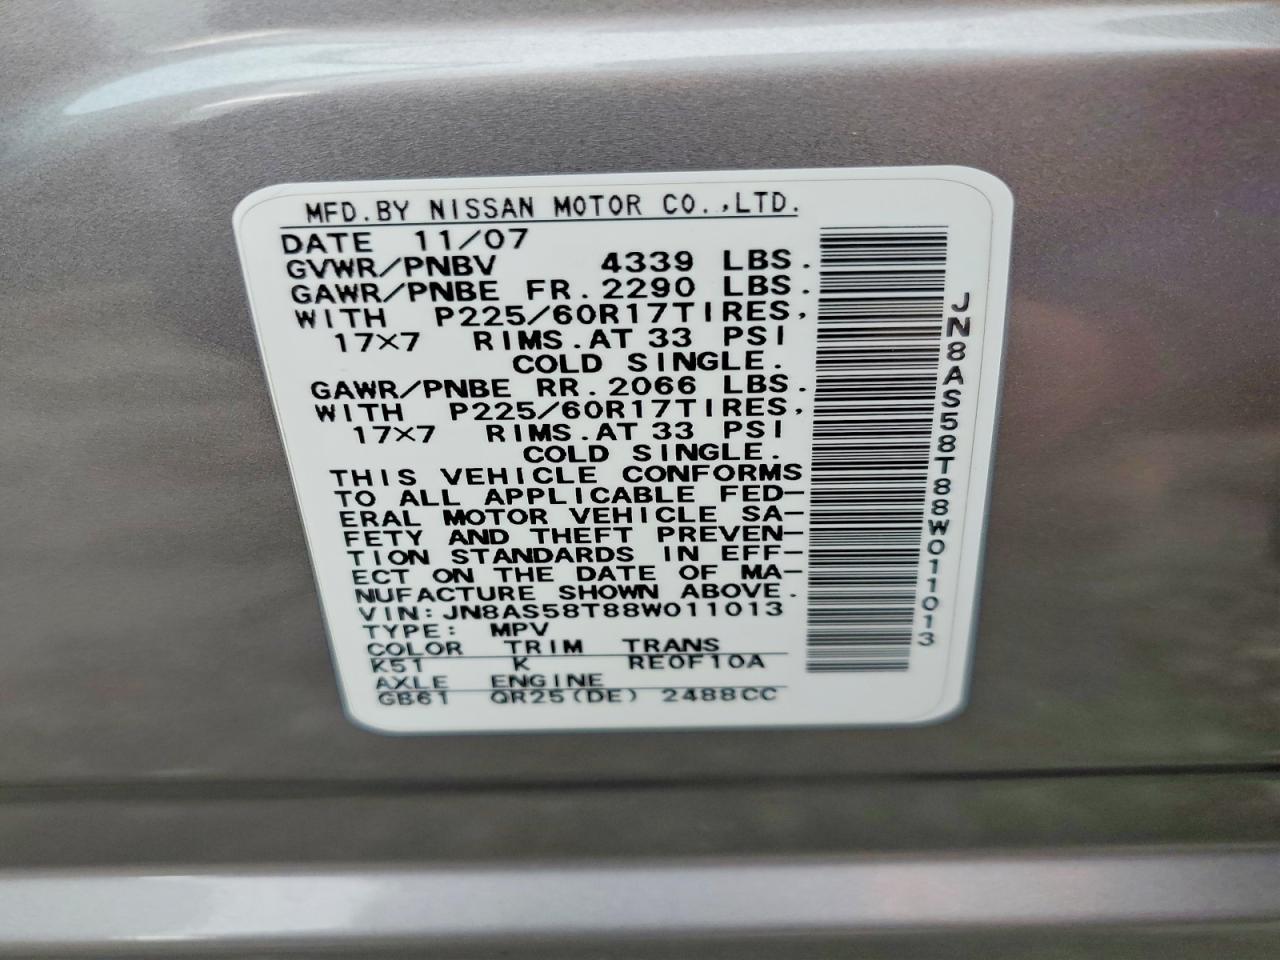 MFD.BY NISSAN MOTOR CO.,LTD.
DATE 11/07
GVWR/PNBV 4339 LBS.
GAWR/PNBE FR.2290 LBS.
WITH P225/60R17TIRES,
17×7 RIMS.AT 33 PSI
COLD SINGLE.
GAWR/PNBE RR.2066 LBS.
WITH P225/60R17TIRES,
17×7 RIMS.AT 33 PSI
COLD SINGLE.
THIS VEHICLE CONFORMS
TO ALL APPLICABLE FED-
ERAL MOTOR VEHICLE SA-
FETY AND THEFT PREVEN-
TION STANDARDS IN EFF-
ECT ON THE DATE OF MA-
NUFACTURE SHOWN ABOVE.
VIN:JN8AS58T88W011013
TYPE: MPV
COLOR TRIM TRANS
K51 K RE0F10A
AXLE ENGINE
GB61 QR25(DE) 2488CC
JN8AS58T88W011013